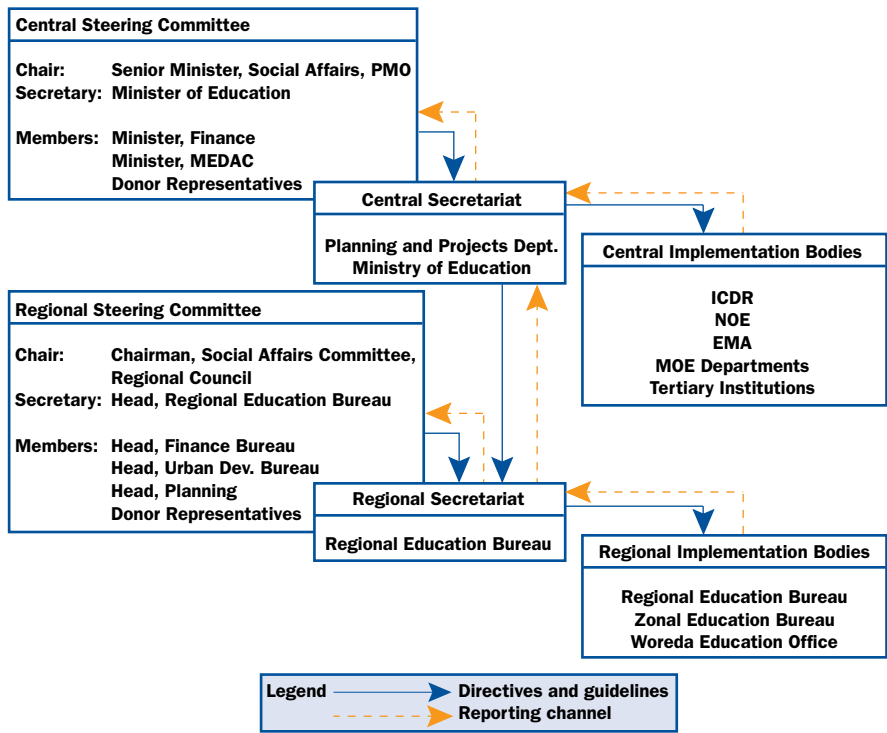 Central Steering Committee
Chair: Senior Minister, Social Affairs, PMO
Secretary: Minister of Education
Members: Minister, Finance
Minister, MEDAC
Donor Representatives
Central Secretariat
Planning and Projects Dept.
Ministry of Education
Central Implementation Bodies
ICDR
NOE
EMA
MOE Departments
Tertiary Institutions
Regional Steering Committee
Chair: Chairman, Social Affairs Committee,
Regional Council
Secretary: Head, Regional Education Bureau
Members: Head, Finance Bureau
Head, Urban Dev. Bureau
Head, Planning
Donor Representatives
Regional Secretariat
Regional Education Bureau
Regional Implementation Bodies
Regional Education Bureau
Zonal Education Bureau
Woreda Education Office
Legend
Directives and guidelines
Reporting channel